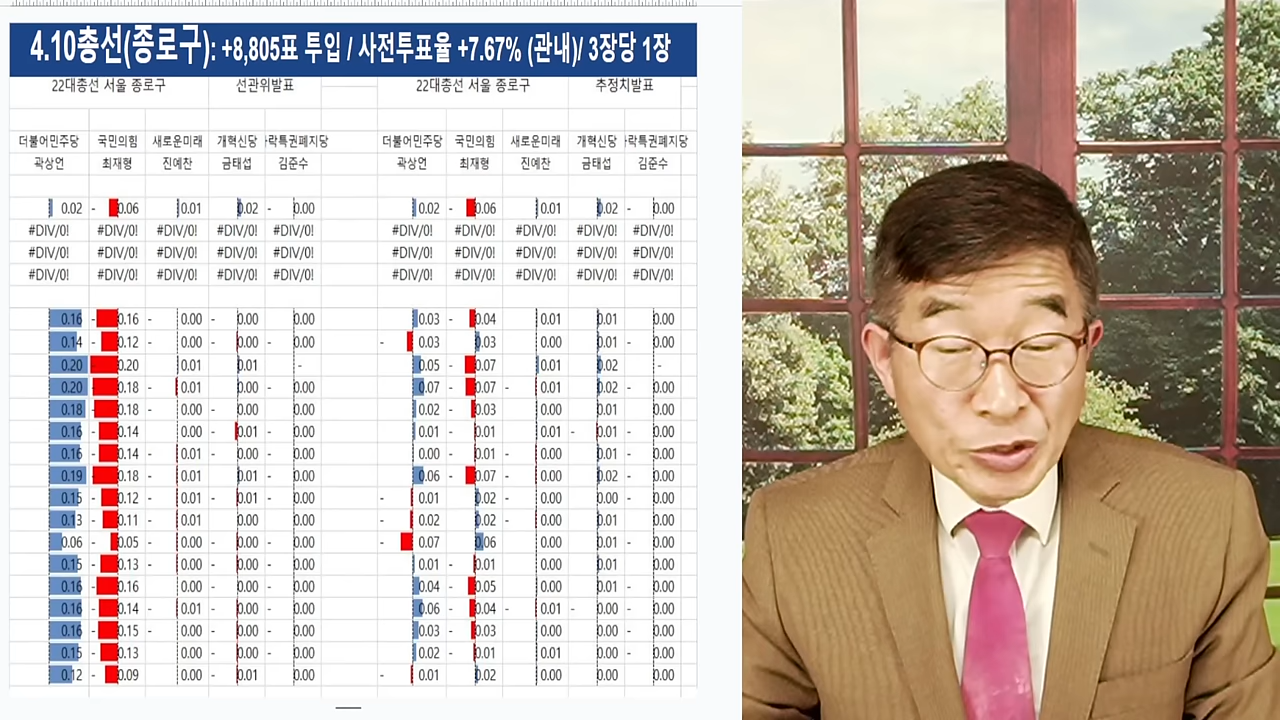 4.10총선(종로구): +8,805표 투입 / 사전투표율 +7.67% (관내)/ 3장당 1장
22대총선 서울 종로구 선관위발표 22대총선 서울 종로구 추정치발표
더불어민주당 국민의힘 새로운미래 개혁신당 락특권폐지당 더불어민주당 국민의힘 새로운미래 개혁신당 락특권폐지당
곽상언 최재형 진예찬 금태섭 김준수 곽상언 최재형 진예찬 금태섭 김준수
0.02 - 0.06 0.01 0.02 - 0.00 0.02 - 0.06 0.01 0.02 - 0.00
#DIV/0! #DIV/0! #DIV/0! #DIV/0! #DIV/0! #DIV/0! #DIV/0! #DIV/0! #DIV/0! #DIV/0!
#DIV/0! #DIV/0! #DIV/0! #DIV/0! #DIV/0! #DIV/0! #DIV/0! #DIV/0! #DIV/0! #DIV/0!
#DIV/0! #DIV/0! #DIV/0! #DIV/0! #DIV/0! #DIV/0! #DIV/0! #DIV/0! #DIV/0! #DIV/0!
0.16 - 0.16 - 0.00 - 0.00 0.00 0.03 - 0.04 0.01 0.01 0.00
0.14 - 0.12 0.00 - 0.00 0.00 - 0.03 0.03 0.00 0.01 - 0.00
0.20 0.20 0.01 0.01 - 0.05 - 0.07 0.01 0.02 -
0.20 - 0.18 - 0.01 0.00 - 0.00 0.07 - 0.07 0.01 0.02 - 0.00
0.18 - 0.18 - 0.00 0.00 - 0.00 0.02 - 0.03 0.00 0.01 - 0.00
0.16 - 0.14 0.00 - 0.01 - 0.00 0.01 - 0.01 0.01 - 0.01 - 0.00
0.16 - 0.14 - 0.01 0.00 - 0.00 0.00 - 0.01 0.00 0.01 - 0.00
0.19 - 0.18 - 0.01 0.01 - 0.00 0.06 - 0.07 0.00 0.02 - 0.00
0.15 - 0.12 - 0.00 - 0.01 - 0.00 - 0.01 0.02 0.00 0.01 - 0.00
0.13 - 0.11 - 0.01 0.00 - 0.00 - 0.02 0.02 - 0.00 0.01 0.00
0.06 - 0.05 - 0.00 - 0.00 - 0.00 - 0.07 0.06 0.00 0.00 - 0.00
0.15 - 0.13 - 0.00 - 0.00 - 0.00 0.01 - 0.01 0.00 0.01 - 0.00
0.16 - 0.16 - 0.00 0.00 - 0.00 0.04 - 0.05 0.00 0.01 - 0.00
0.16 - 0.14 - 0.01 - 0.00 - 0.00 0.06 - 0.04 - 0.01 - 0.00 - 0.00
0.16 - 0.15 - 0.00 - 0.00 - 0.00 0.03 - 0.03 0.00 0.00 - 0.00
0.15 - 0.13 0.00 - 0.00 - 0.00 0.02 - 0.01 0.01 0.00 - 0.00
0.12 - 0.09 0.00 - 0.01 - 0.00 - 0.01 0.02 0.00 0.00 - 0.00